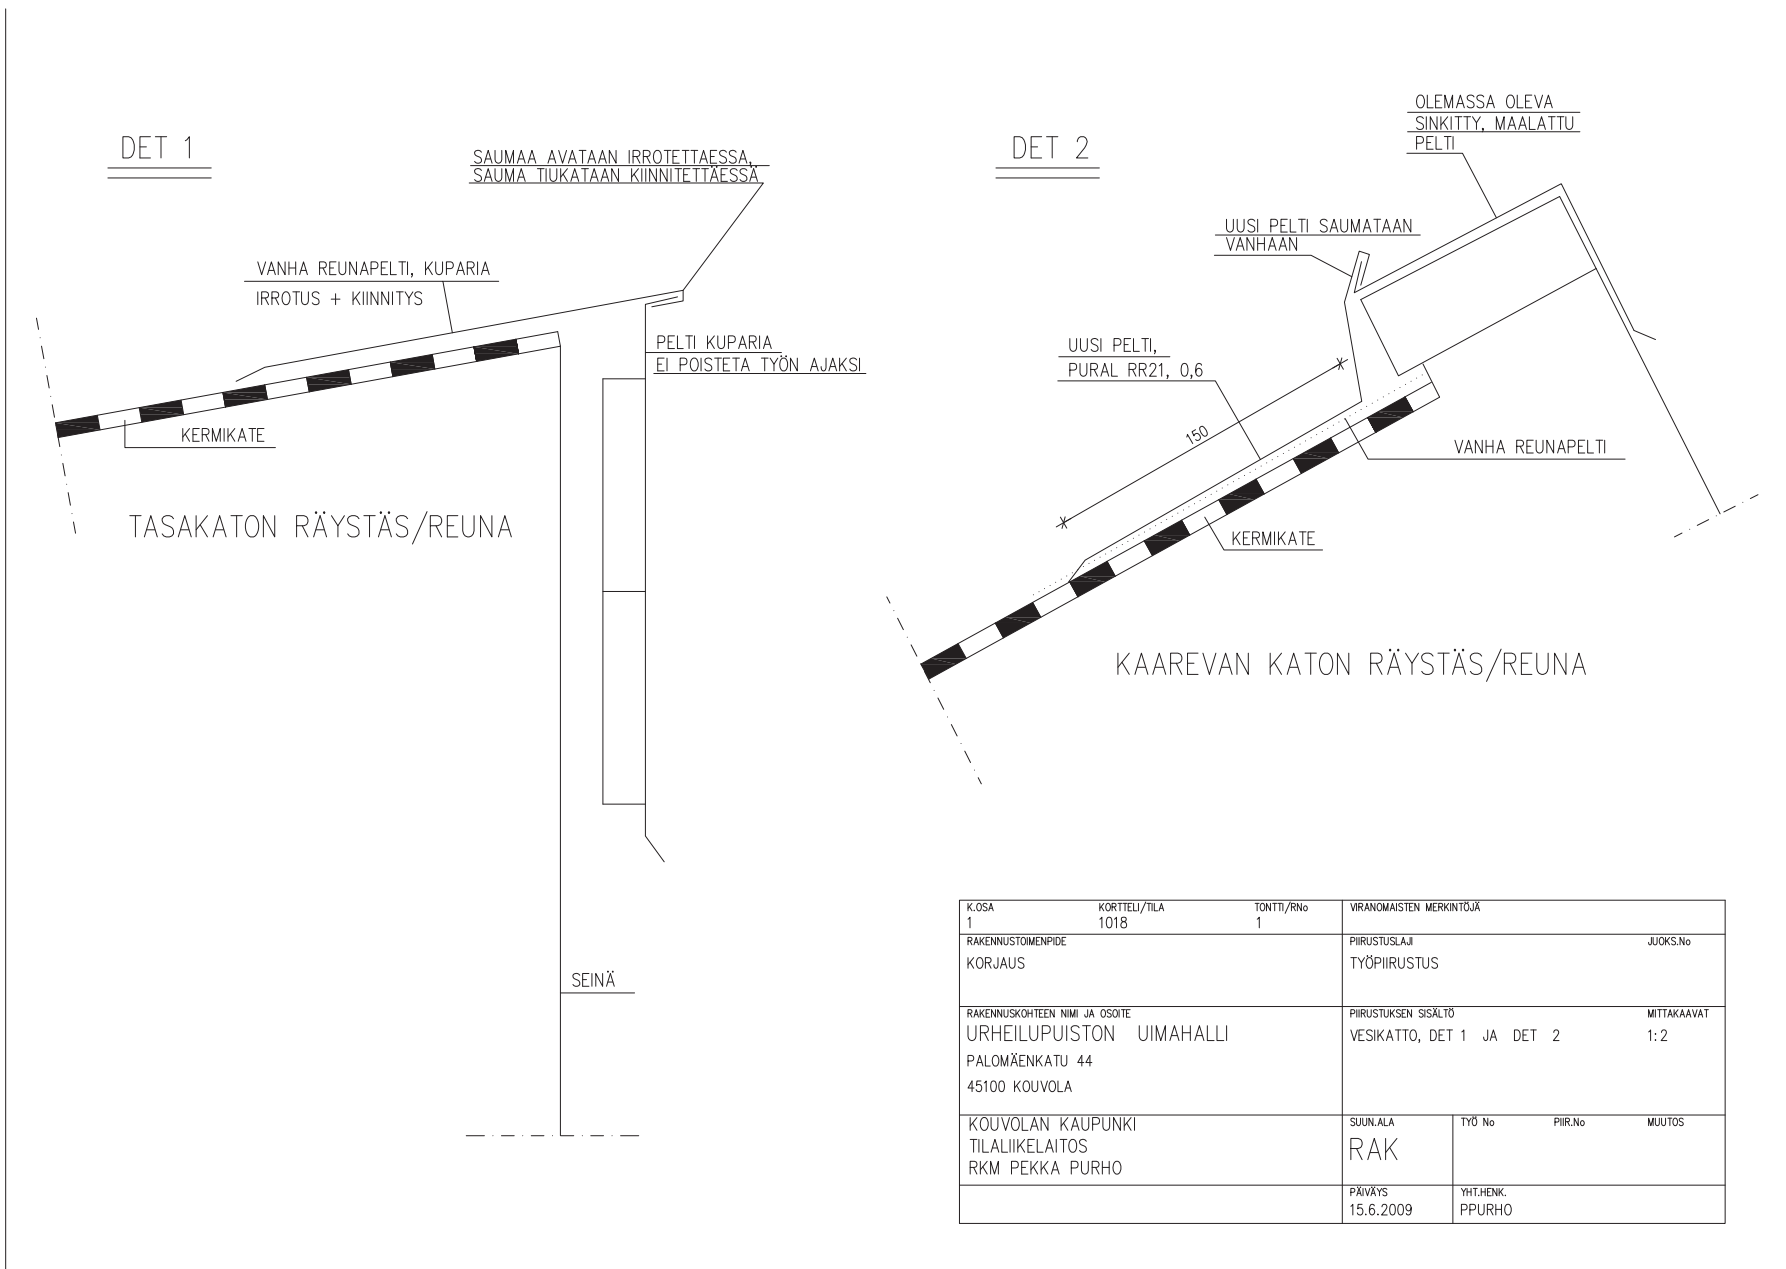 DET 1
SAUMAA AVATAAN IRROTETTAESSA,
SAUMA TIUKATAAN KIINNITETTÄESSÄ
VANHA REUNAPELTI, KUPARIA
IRROTUS + KIINNITYS
PELTI KUPARIA
EI POISTETA TYÖN AJAKSI
KERMIKATE
TASAKATON RÄYSTÄS/REUNA
SEINÄ
DET 2
OLEMASSA OLEVA
SINKITTY, MAALATTU
PELTI
UUSI PELTI SAUMATAAN
VANHAAN
UUSI PELTI,
PURAL RR21, 0,6
150
VANHA REUNAPELTI
KERMIKATE
KAAREVAN KATON RÄYSTÄS/REUNA
K.OSA KORTTELI/TILA TONTTI/RNo VIRANOMAISTEN MERKINTÖJÄ
1 1018 1
RAKENNUSTOIMENPIDE PIIRUSTUSLAJI JUOKS.No
KORJAUS TYÖPIIRUSTUS
RAKENNUSKOHTEEN NIMI JA OSOITE PIIRUSTUKSEN SISÄLTÖ MITTAKAAVAT
URHEILUPUISTON UIMAHALLI VESIKATTO, DET 1 JA DET 2 1:2
PALOMÄENKATU 44
45100 KOUVOLA
KOUVOLAN KAUPUNKI SUUN.ALA TYÖ No PIIR.No MUUTOS
TILALIIKELAITOS RAK
RKM PEKKA PURHO
PÄIVÄYS YHT.HENK.
15.6.2009 PPURHO